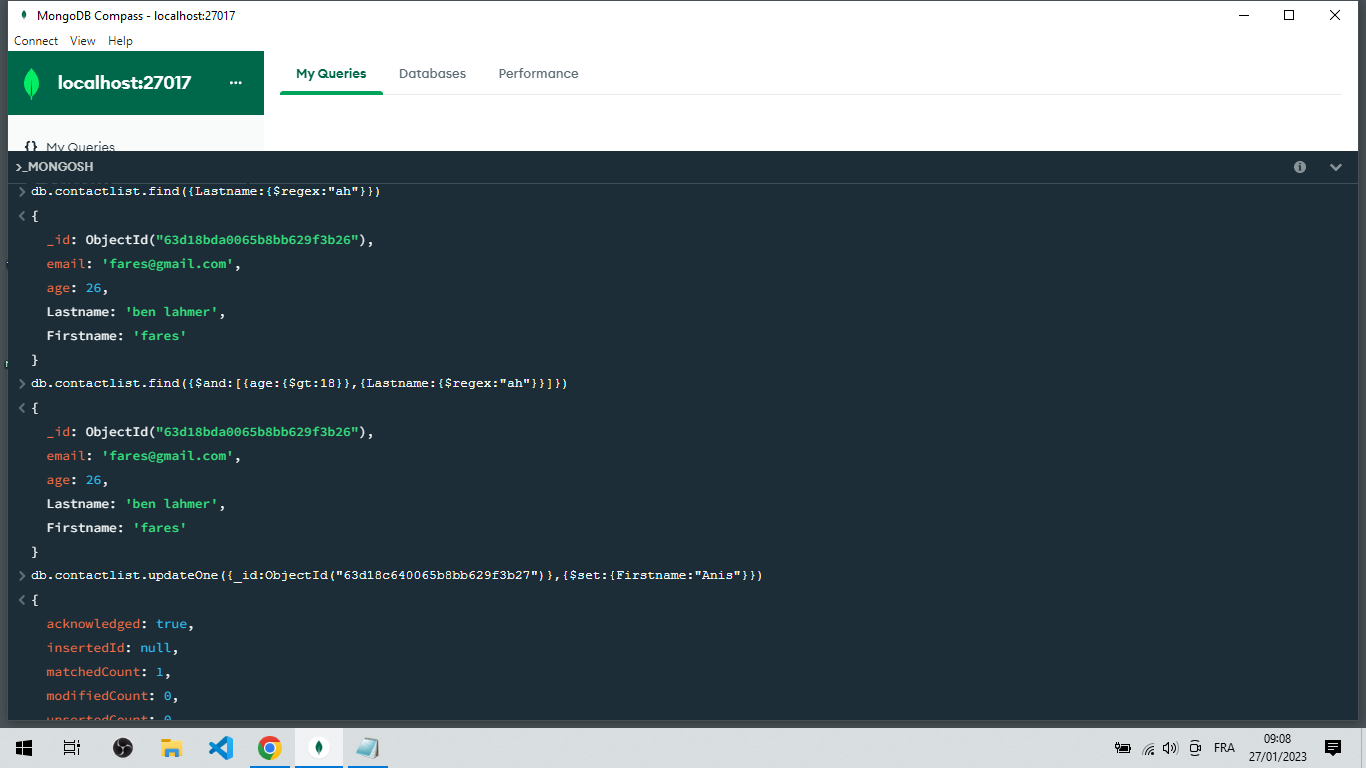 MongoDB Compass - localhost:27017
Connect View Help
localhost:27017 ...
My Queries Databases Performance
{} My Queries
>_MONGOSH
> db.contactlist.find({Lastname:{$regex:"ah"}})
< {
_id: ObjectId("63d18bda0065b8bb629f3b26"),
email: 'fares@gmail.com',
age: 26,
Lastname: 'ben lahmer',
Firstname: 'fares'
}
> db.contactlist.find({$and:[{age:{$gt:18}},{Lastname:{$regex:"ah"}}]})
< {
_id: ObjectId("63d18bda0065b8bb629f3b26"),
email: 'fares@gmail.com',
age: 26,
Lastname: 'ben lahmer',
Firstname: 'fares'
}
> db.contactlist.updateOne({_id:ObjectId("63d18c640065b8bb629f3b27")},{$set:{Firstname:"Anis"}})
< {
acknowledged: true,
insertedId: null,
matchedCount: 1,
modifiedCount: 0,
upsertedCount: 0
FRA
09:08
27/01/2023